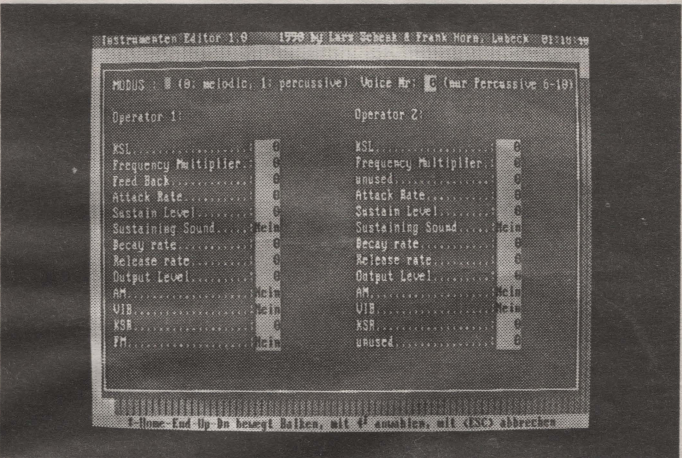 Instrumenten Editor 1.0 1990 by Lars Schenk & Frank Horn, Lübeck 01:18:40
MODUS : (0: melodic, 1: percussive) Voice Nr: (nur Percussive 6-10)
Operator 1: Operator 2:
KSL: 0 KSL: 0
Frequency Multiplier.: 0 Frequency Multiplier.: 0
Feed Back: 0 unused: 0
Attack Rate: 0 Attack Rate: 0
Sustain Level: 0 Sustain Level: 0
Sustaining Sound: Nein Sustaining Sound: Nein
Decay rate: 0 Decay rate: 0
Release rate: 0 Release rate: 0
Output Level: 0 Output Level: 0
AM: Nein AM: Nein
VIB: Nein VIB: Nein
KSR: 0 KSR: 0
FM: Nein unused: 0
-Home-End-Up-Dn bewegt Balken, mit anwählen, mit <ESC> abbrechen